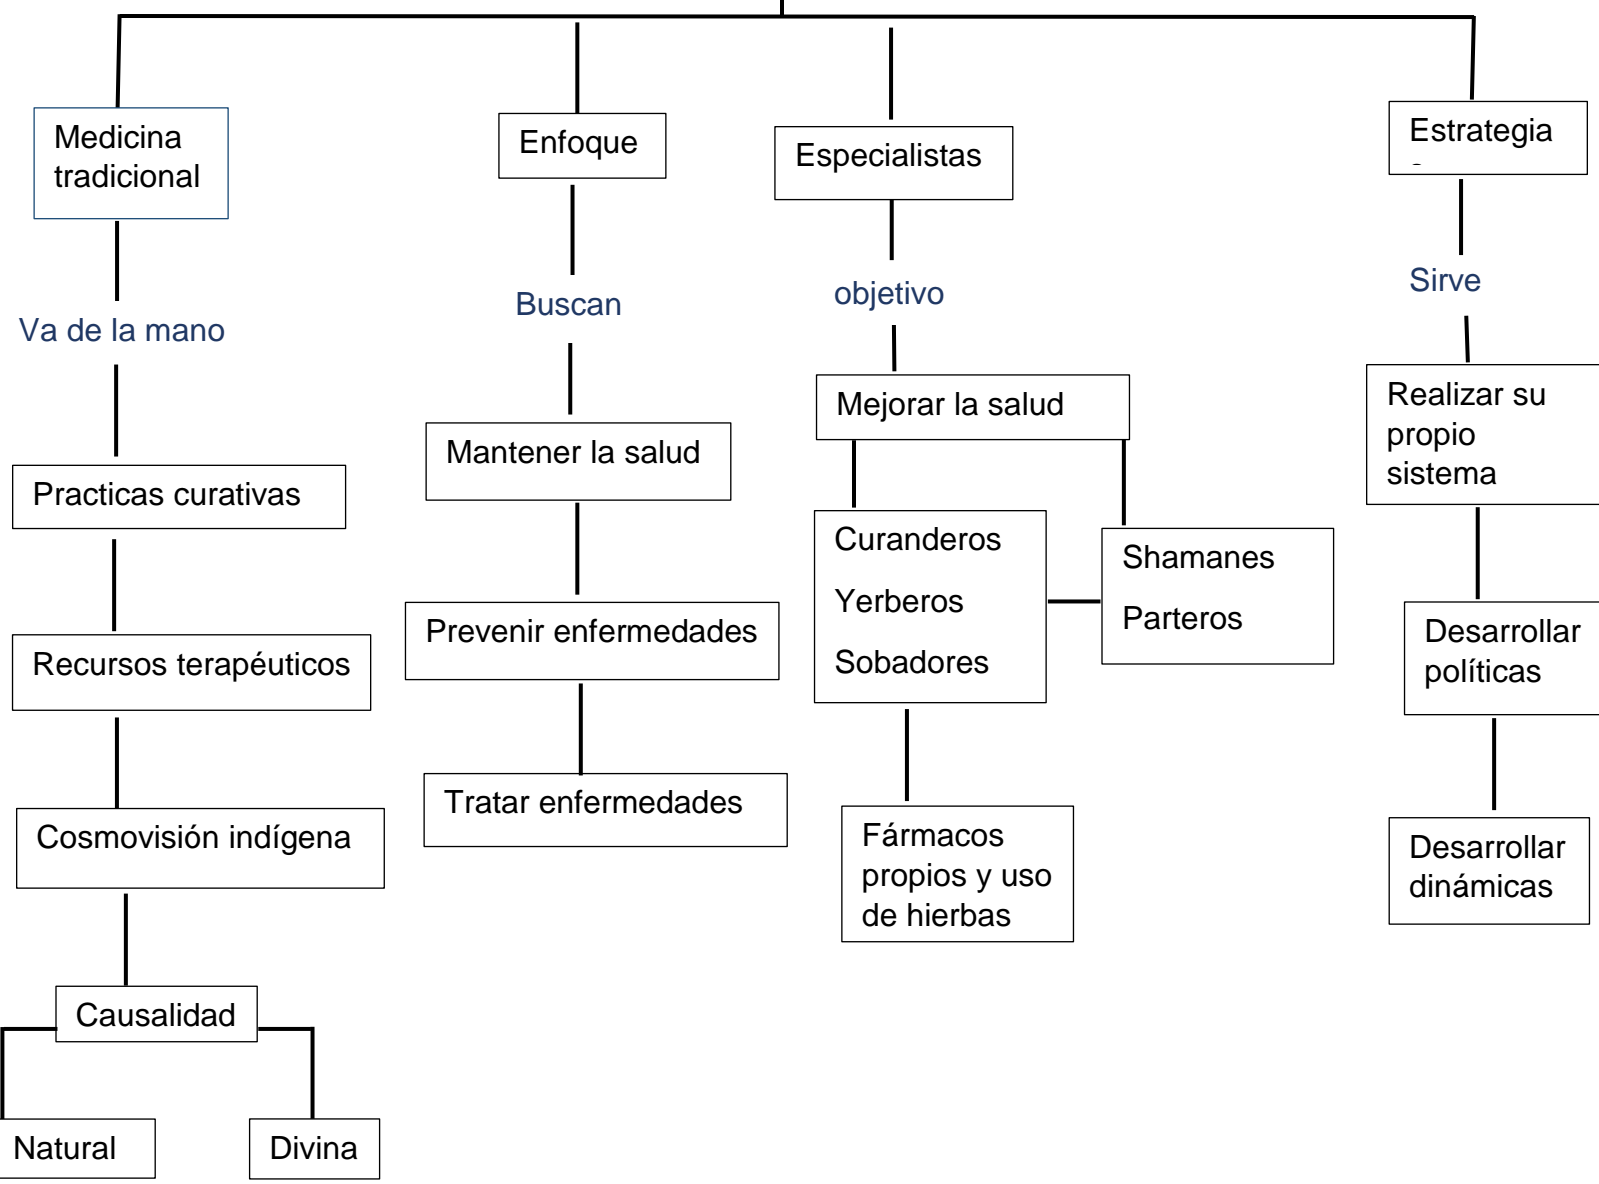 Medicina
tradicional
Va de la mano
Practicas curativas
Recursos terapéuticos
Cosmovisión indígena
Causalidad
Natural
Divina
Enfoque
Buscan
Mantener la salud
Prevenir enfermedades
Tratar enfermedades
Especialistas
objetivo
Mejorar la salud
Curanderos
Yerberos
Sobadores
Shamanes
Parteros
Fármacos
propios y uso
de hierbas
Estrategia
Sirve
Realizar su
propio
sistema
Desarrollar
políticas
Desarrollar
dinámicas